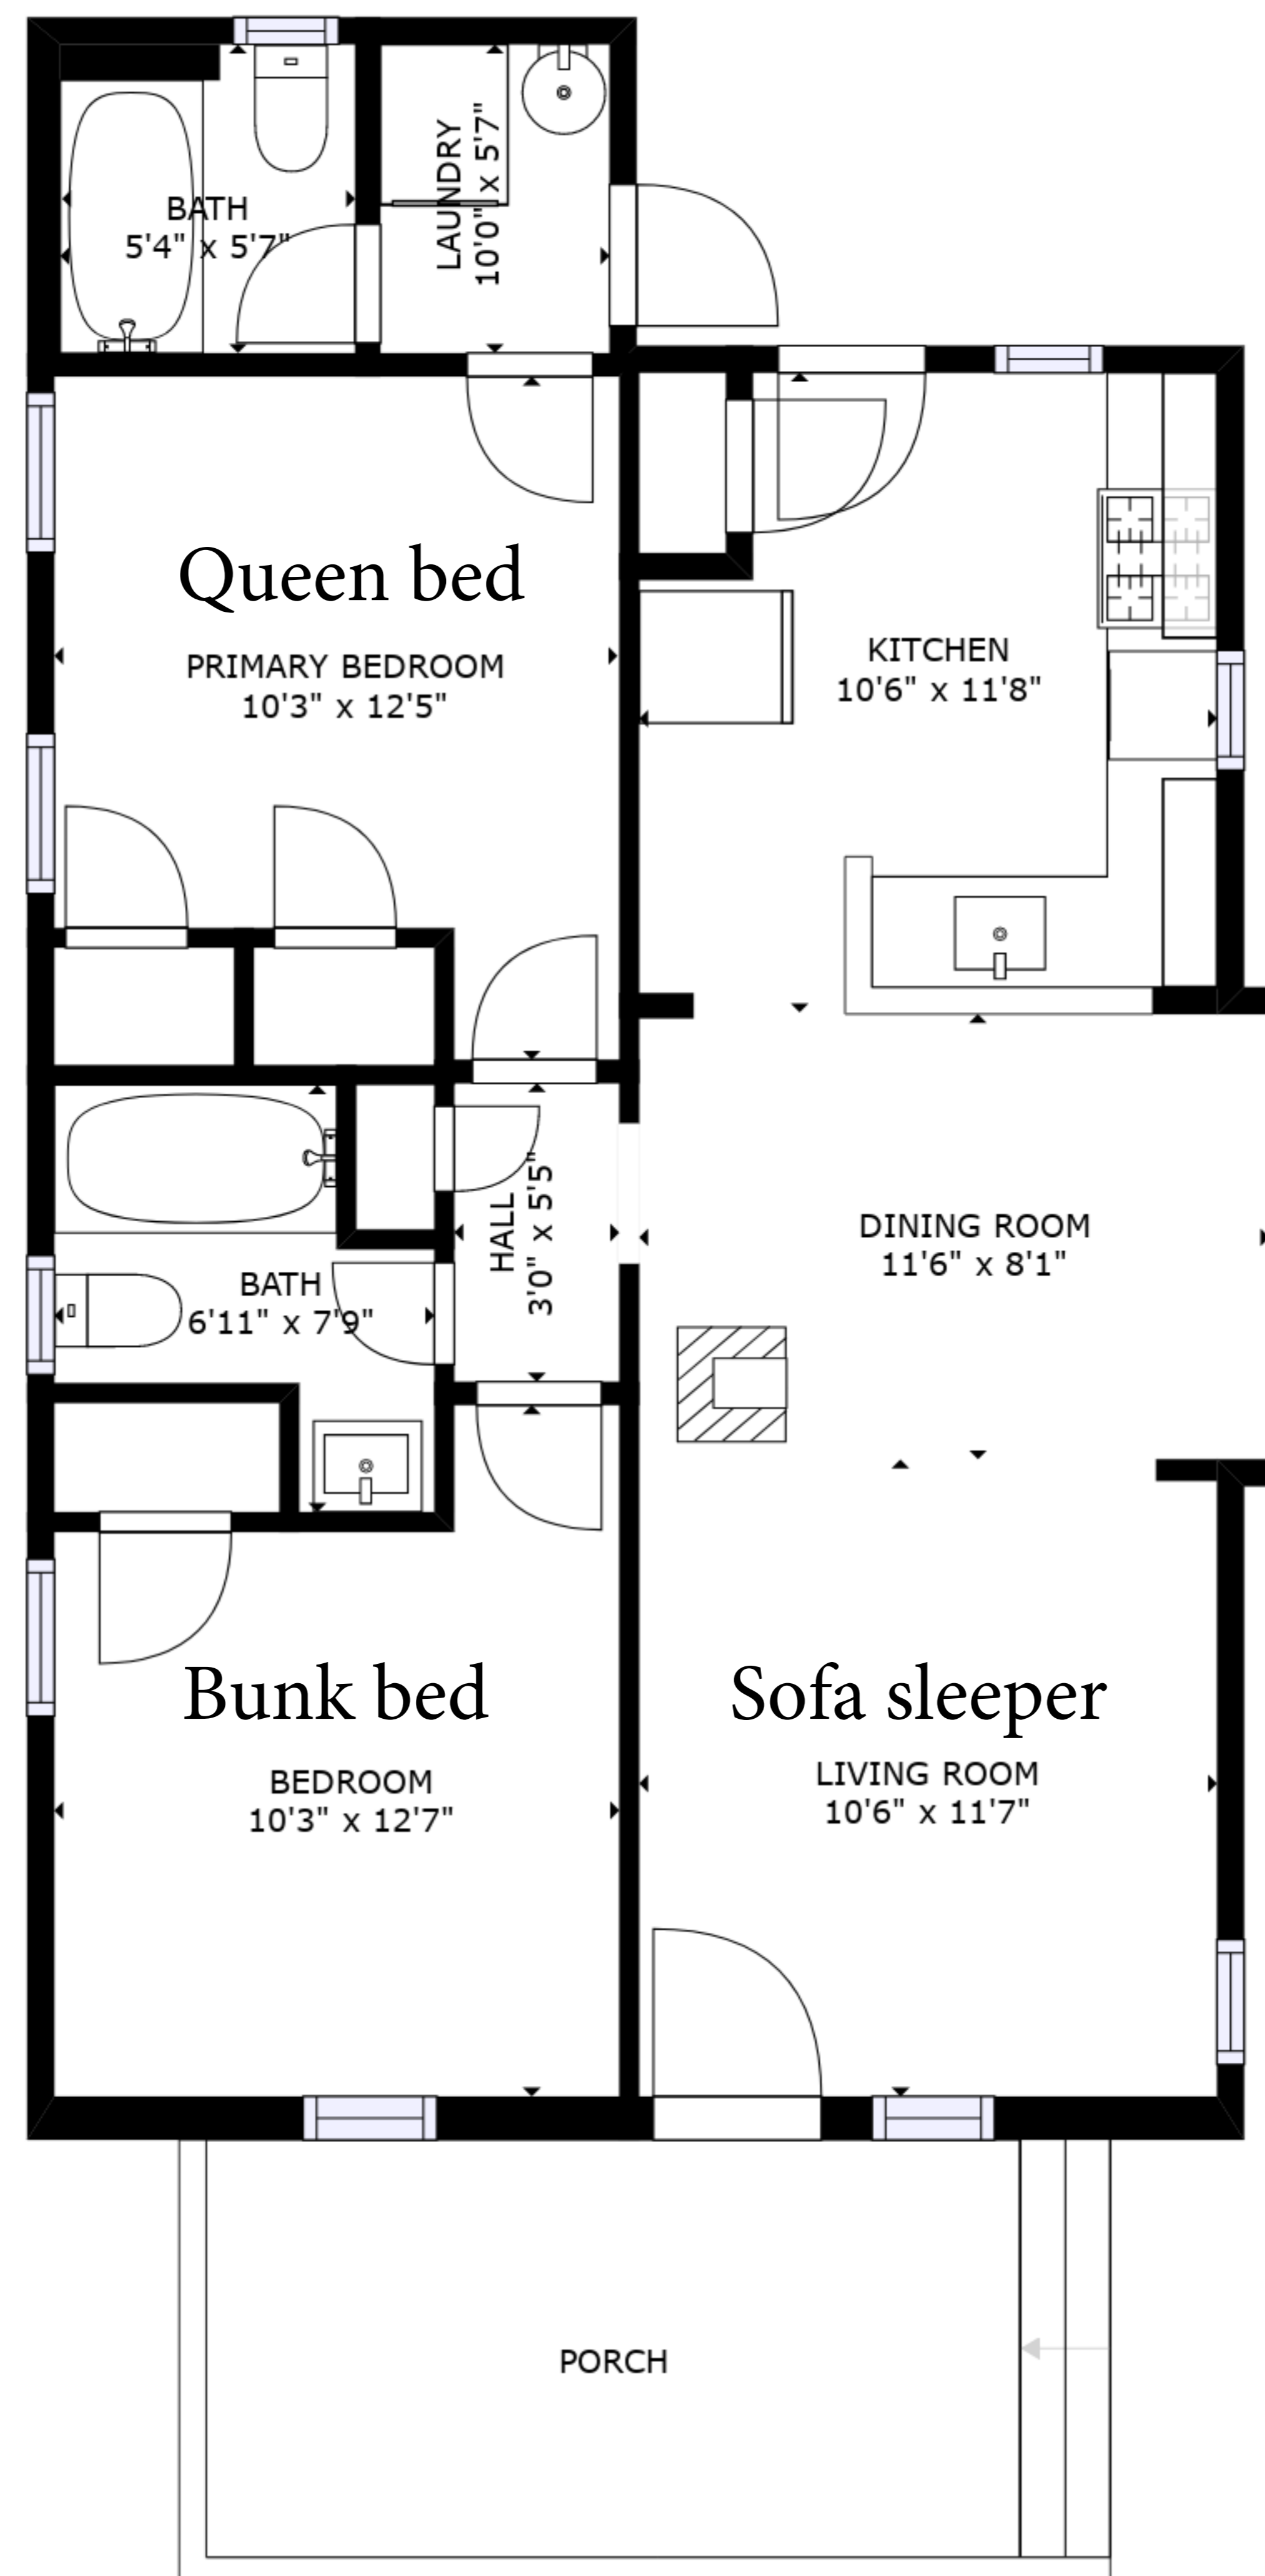 BATH
5'4" x 5'7"
LAUNDRY
10'0" x 5'7"
Queen bed
PRIMARY BEDROOM
10'3" x 12'5"
KITCHEN
10'6" x 11'8"
HALL
3'0" x 5'5"
DINING ROOM
11'6" x 8'1"
BATH
6'11" x 7'9"
Bunk bed
BEDROOM
10'3" x 12'7"
Sofa sleeper
LIVING ROOM
10'6" x 11'7"
PORCH